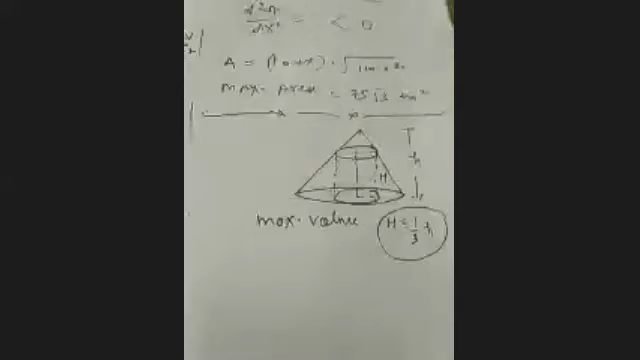 d²A/dx² = < 0
A = (10+x) · √100-x²
max. Area = 75√3 cm²
h
H
max. value
H = 1/3 h